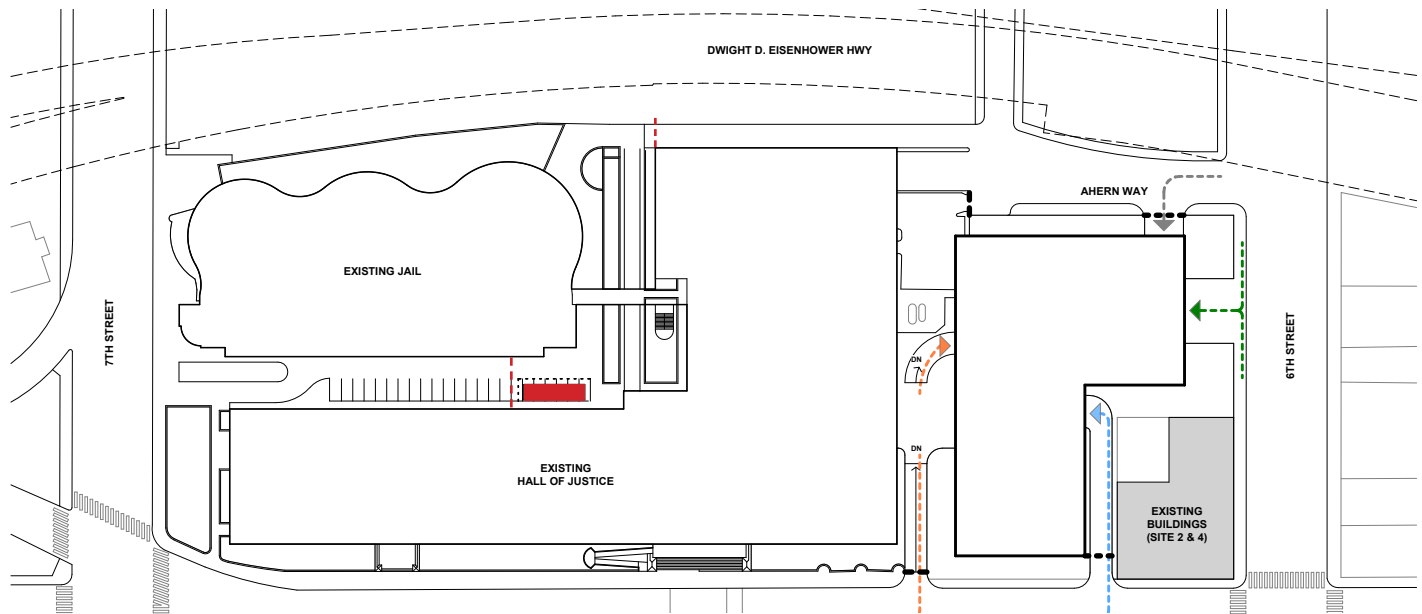 DWIGHT D. EISENHOWER HWY
AHERN WAY
EXISTING JAIL
7TH STREET
6TH STREET
DN
DN
EXISTING
HALL OF JUSTICE
EXISTING
BUILDINGS
(SITE 2 & 4)